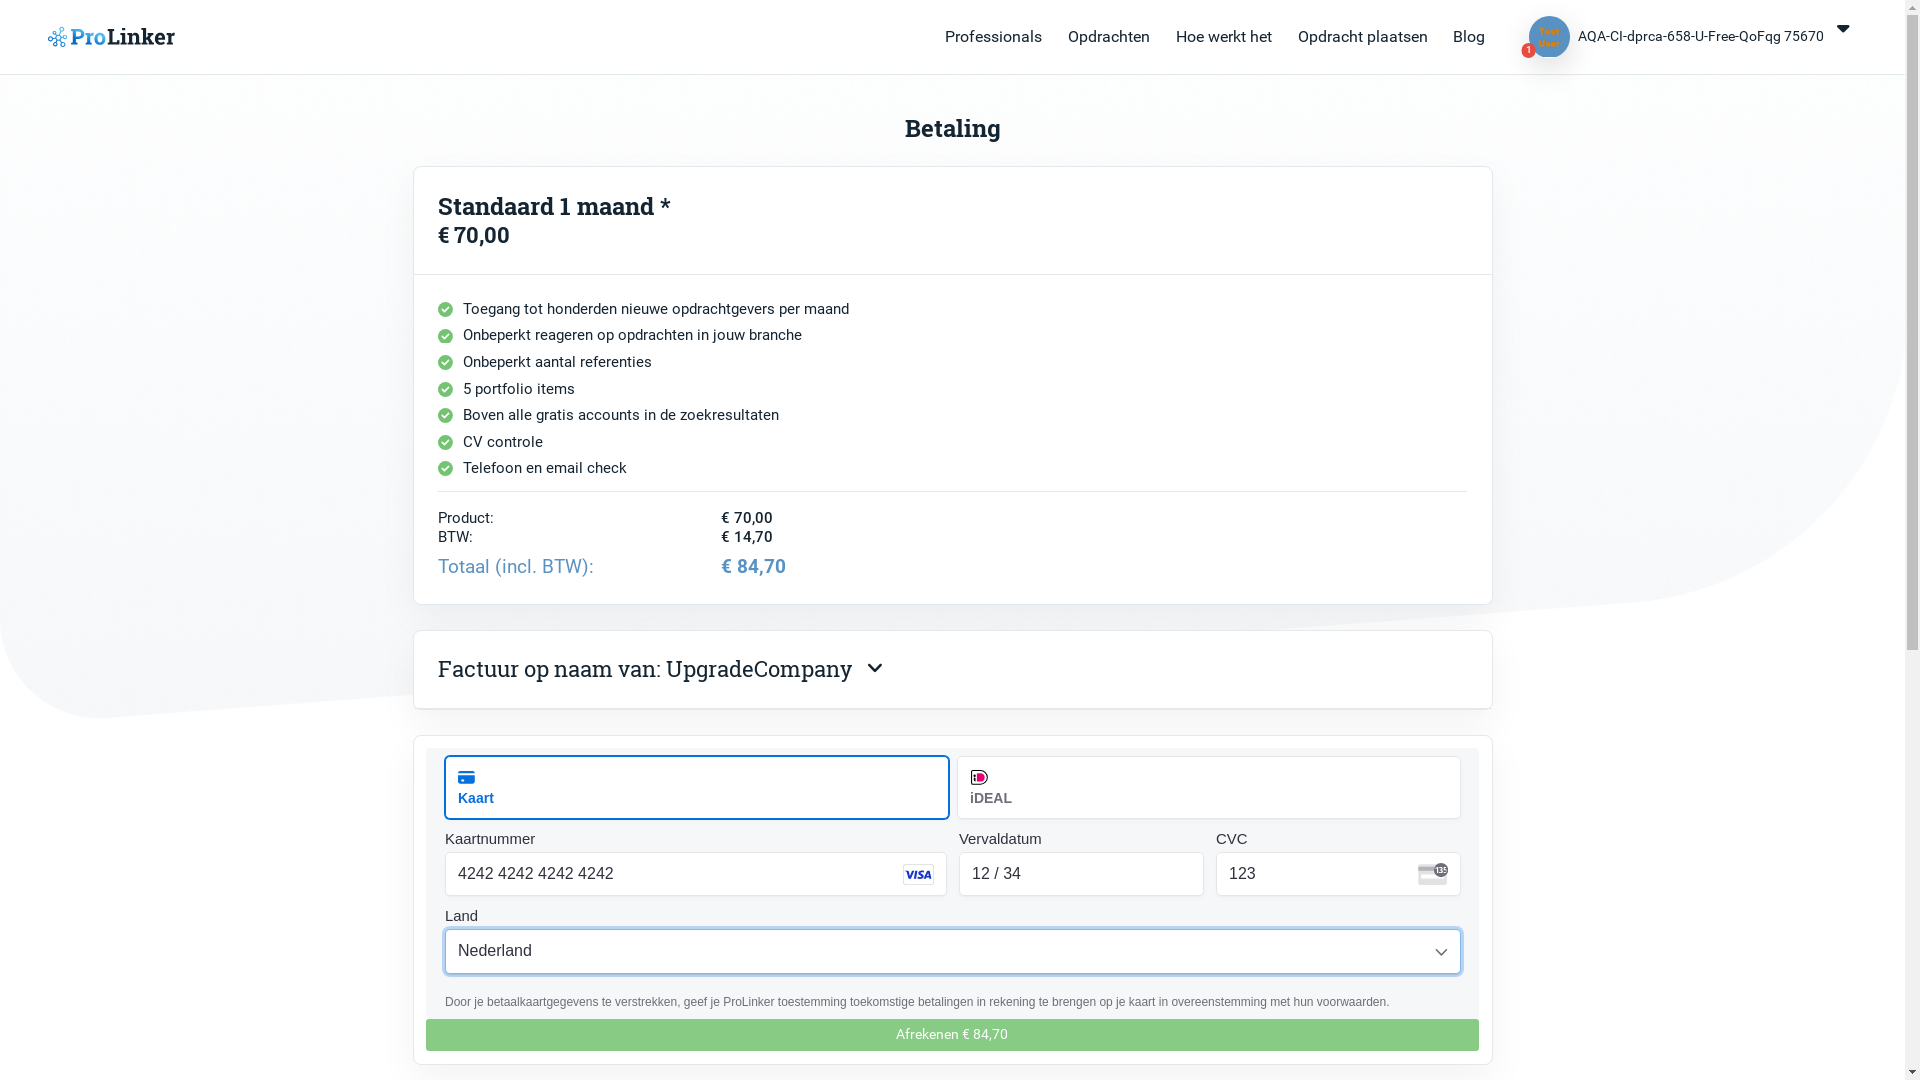 ProLinker
Professionals
Opdrachten
Hoe werkt het
Opdracht plaatsen
Blog
Test
User
1
AQA-CI-dprca-658-U-Free-QoFqg 75670
Betaling
Standaard 1 maand *
€ 70,00
Toegang tot honderden nieuwe opdrachtgevers per maand
Onbeperkt reageren op opdrachten in jouw branche
Onbeperkt aantal referenties
5 portfolio items
Boven alle gratis accounts in de zoekresultaten
CV controle
Telefoon en email check
Product: € 70,00
BTW: € 14,70
Totaal (incl. BTW): € 84,70
Factuur op naam van: UpgradeCompany
Kaart
iDEAL
Kaartnummer
Vervaldatum
CVC
4242 4242 4242 4242 VISA
12 / 34
123 135
Land
Nederland
Door je betaalkaartgegevens te verstrekken, geef je ProLinker toestemming toekomstige betalingen in rekening te brengen op je kaart in overeenstemming met hun voorwaarden.
Afrekenen € 84,70